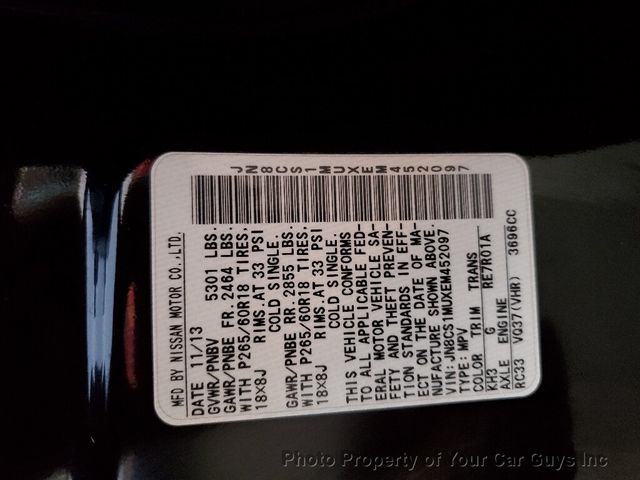 MFD BY NISSAN MOTOR CO.,LTD.
DATE 11/13
GVWR/PNBV 5301 LBS.
GAWR/PNBE FR. 2464 LBS.
WITH P265/60R18 TIRES.
18×8J RIMS.AT 33 PSI
COLD SINGLE.
GAWR/PNBE RR. 2855 LBS.
WITH P265/60R18 TIRES.
18×8J RIMS.AT 33 PSI
COLD SINGLE.
THIS VEHICLE CONFORMS
TO ALL APPLICABLE FED-
ERAL MOTOR VEHICLE SA-
FETY AND THEFT PREVEN-
TION STANDARDS IN EFF-
ECT ON THE DATE OF MA-
NUFACTURE SHOWN ABOVE.
VIN:JN8CS1MUXEM452097
TYPE:MPV
COLOR TRIM TRANS
KH3 G RE7R01A
AXLE ENGINE
RC33 VQ37(VHR) 3696CC
JN8CS1MUXEM452097
Photo Property of Your Car Guys Inc